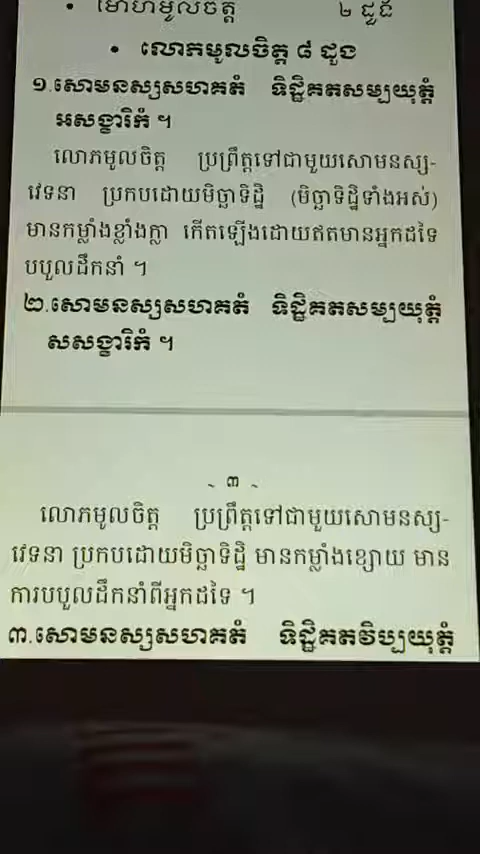 • មោហមូលចិត្ត ២ ដួង
• លោភមូលចិត្ត ៨ ដួង
១.សោមនស្សសហគតំ ទិដ្ឋិគតសម្បយុត្តំ
អសង្ខារិកំ ។
លោភមូលចិត្ត ប្រព្រឹត្តទៅជាមួយសោមនស្ស-
វេទនា ប្រកបដោយមិច្ឆាទិដ្ឋិ (មិច្ឆាទិដ្ឋិទាំងអស់)
មានកម្លាំងខ្លាំងក្លា កើតឡើងដោយឥតមានអ្នកដទៃ
បបួលដឹកនាំ ។
២.សោមនស្សសហគតំ ទិដ្ឋិគតសម្បយុត្តំ
សសង្ខារិកំ ។
~ ៣ ~
លោភមូលចិត្ត ប្រព្រឹត្តទៅជាមួយសោមនស្ស-
វេទនា ប្រកបដោយមិច្ឆាទិដ្ឋិ មានកម្លាំងខ្សោយ មាន
ការបបួលដឹកនាំពីអ្នកដទៃ ។
៣.សោមនស្សសហគតំ ទិដ្ឋិគតវិប្បយុត្តំ